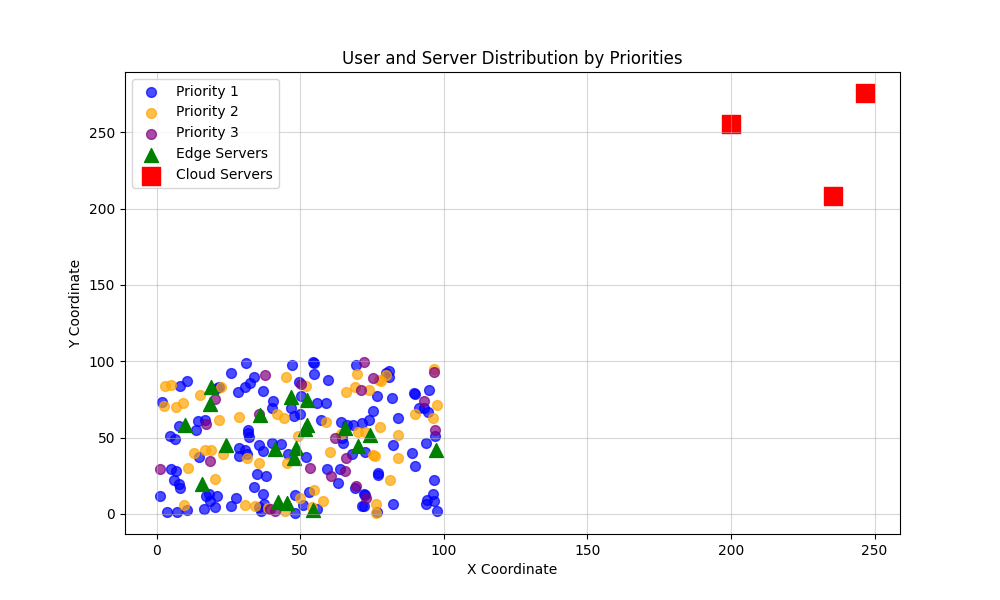 User and Server Distribution by Priorities
Priority 1
Priority 2
Priority 3
Edge Servers
Cloud Servers
Y Coordinate
250
200
150
100
50
0
0 50 100 150 200 250
X Coordinate